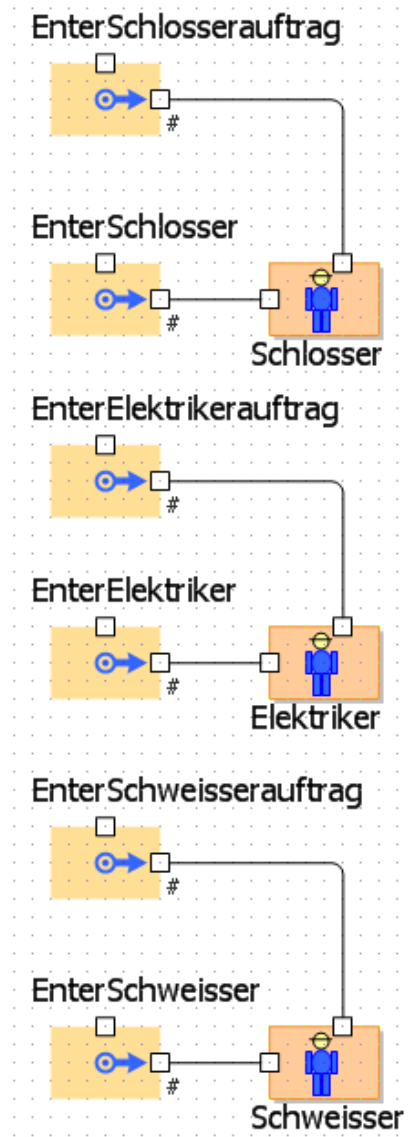 EnterSchlosserauftrag
#
EnterSchlosser
#
Schlosser
EnterElektrikerauftrag
#
EnterElektriker
#
Elektriker
EnterSchweisserauftrag
#
EnterSchweisser
#
Schweisser